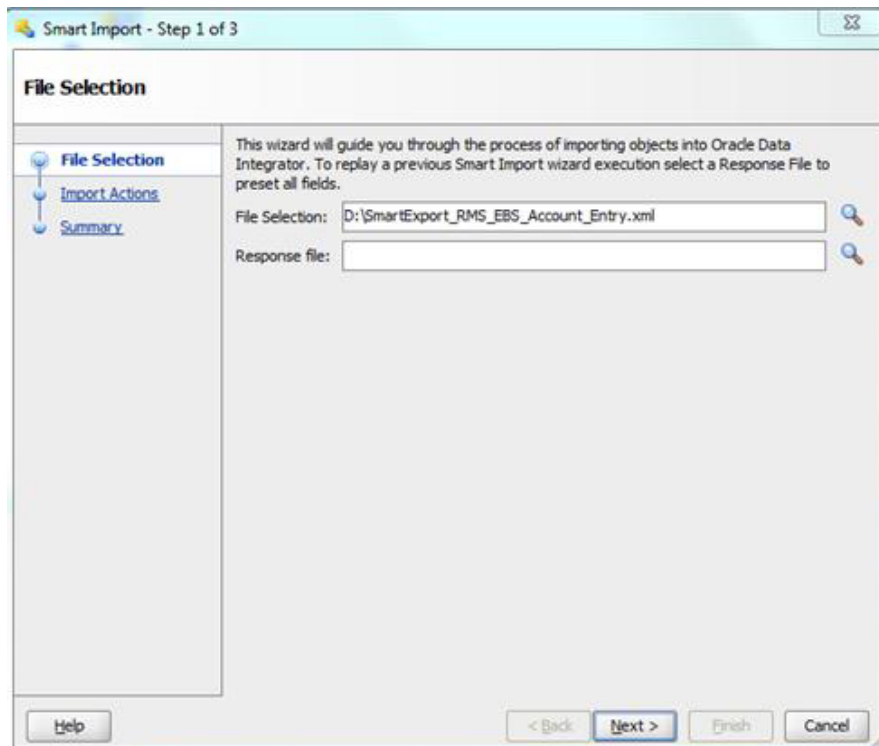 Smart Import - Step 1 of 3
File Selection
File Selection
Import Actions
Summary
This wizard will guide you through the process of importing objects into Oracle Data
Integrator. To replay a previous Smart Import wizard execution select a Response File to
preset all fields.
File Selection: D:\SmartExport_RMS_EBS_Account_Entry.xml
Response file:
Help
< Back
Next >
Finish
Cancel